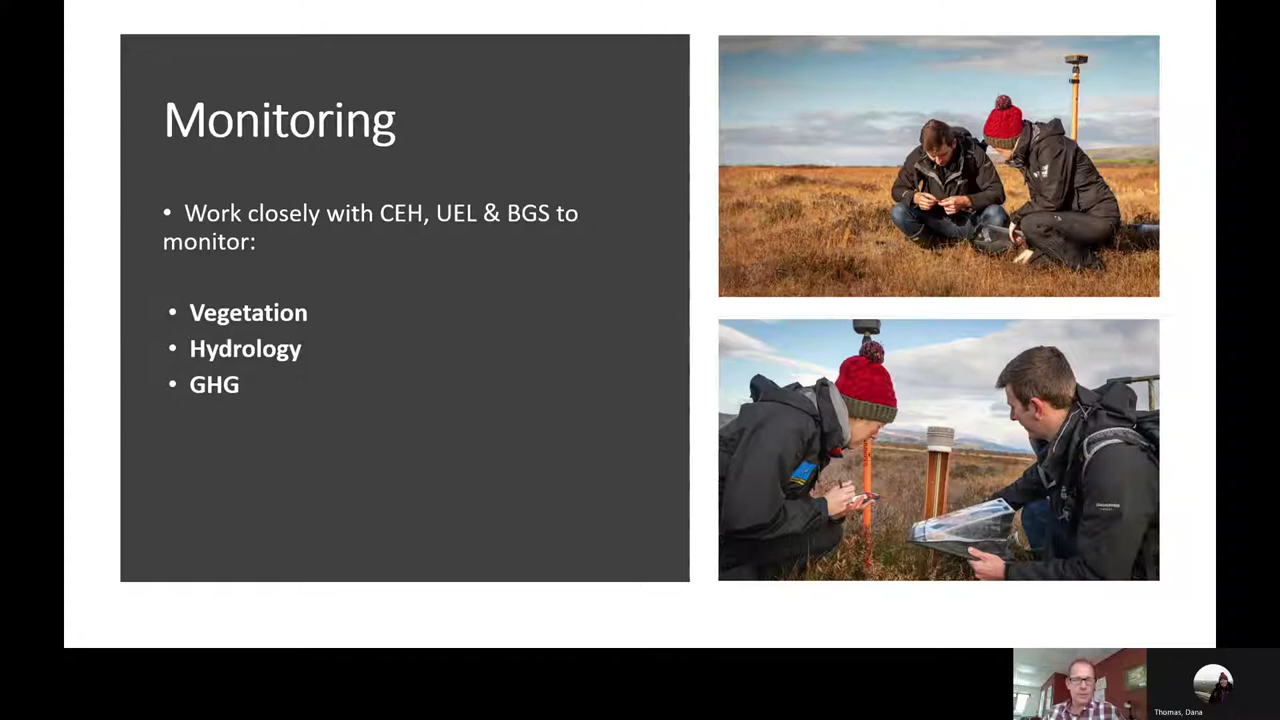 Monitoring
• Work closely with CEH, UEL & BGS to
monitor:
• Vegetation
• Hydrology
• GHG
Thomas, Dana